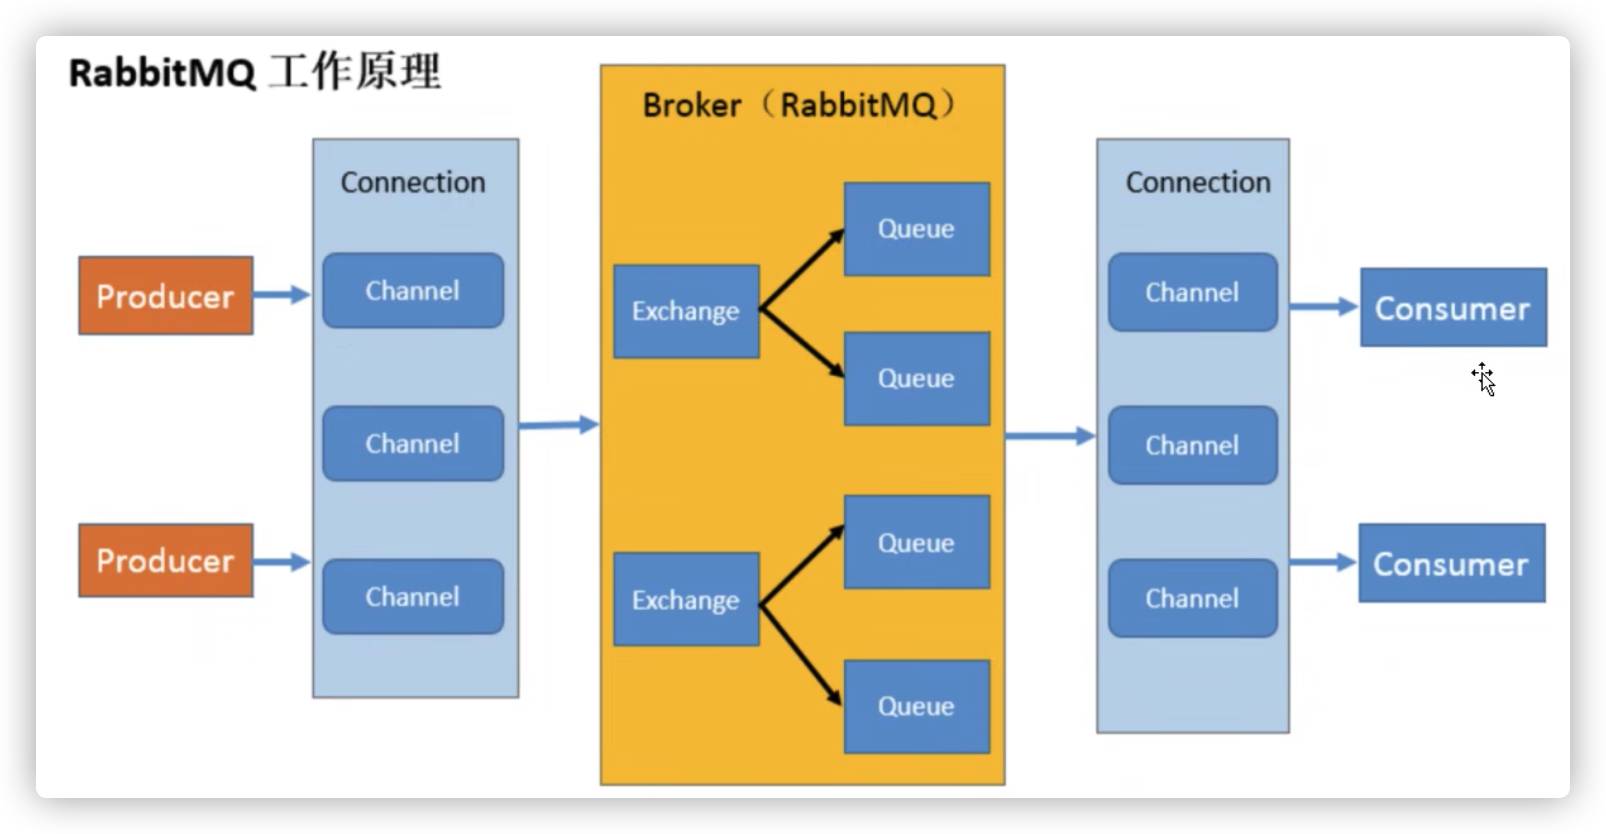 RabbitMQ 工作原理
Broker（RabbitMQ）
Connection
Connection
Producer
Producer
Channel
Channel
Channel
Exchange
Exchange
Queue
Queue
Queue
Queue
Channel
Channel
Channel
Consumer
Consumer